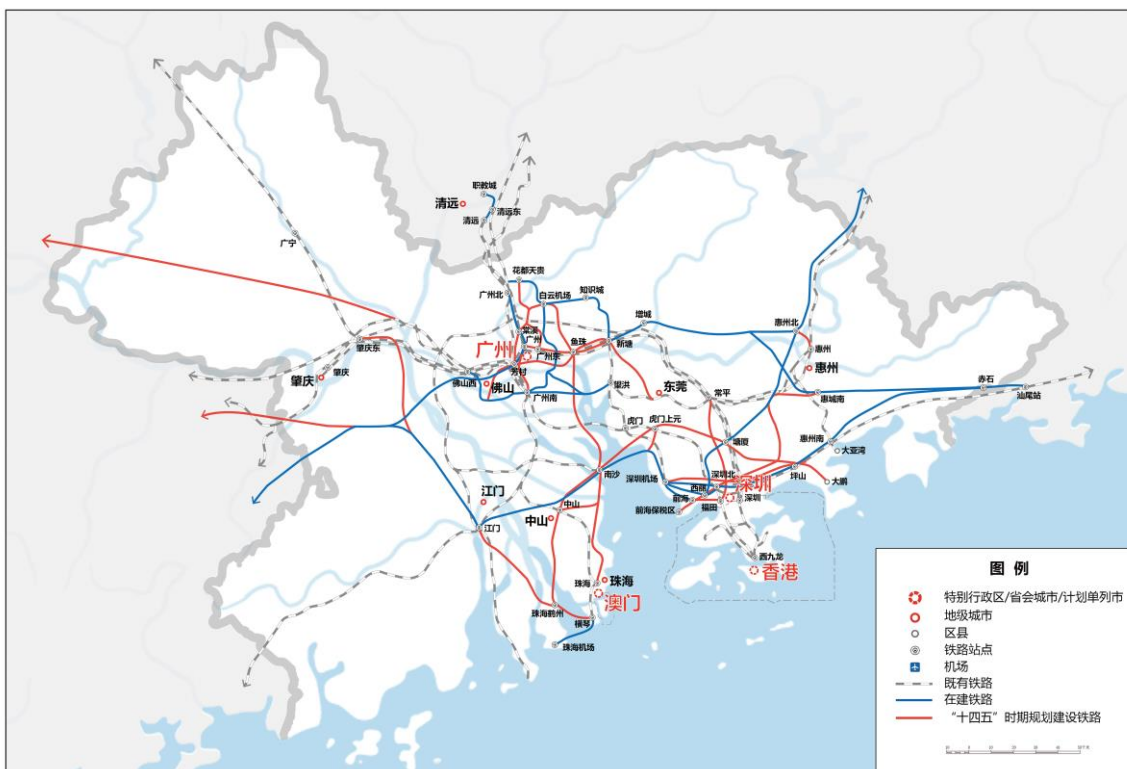 职教城
清远
清远东
清远
广宁
花都天贵
广州北
白云机场
知识城
增城
惠州北
棠溪
广州
广州
广州东
鱼珠
新塘
惠州
惠州
肇庆东
肇庆
肇庆
芳村
佛山西
佛山
广州南
望洪
东莞
常平
惠城南
赤石
汕尾站
虎门
虎门上元
塘厦
惠州南
大亚湾
南沙
深圳机场
深圳北
深圳
坪山
大鹏
西丽
前海
福田
深圳
前海保税区
江门
江门
中山
中山
西九龙
香港
珠海
珠海
澳门
珠海鹤州
横琴
珠海机场
图 例
特别行政区/省会城市/计划单列市
地级城市
区县
铁路站点
机场
既有铁路
在建铁路
“十四五”时期规划建设铁路